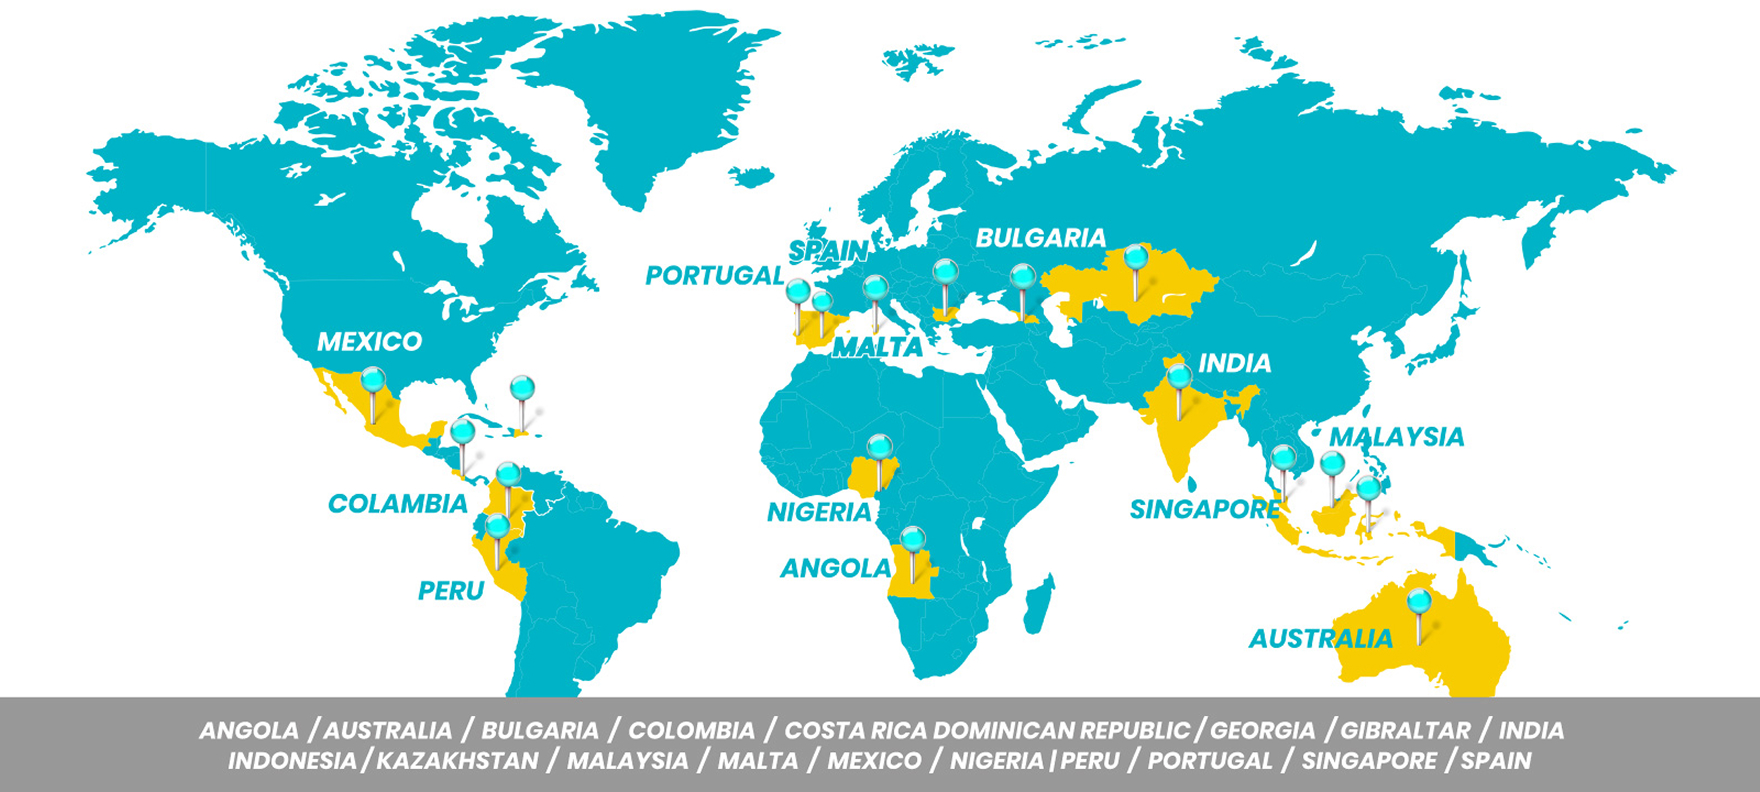 SPAIN
BULGARIA
PORTUGAL
MEXICO
MALTA
INDIA
MALAYSIA
COLAMBIA
NIGERIA
SINGAPORE
ANGOLA
PERU
AUSTRALIA
ANGOLA / AUSTRALIA / BULGARIA / COLOMBIA / COSTA RICA DOMINICAN REPUBLIC / GEORGIA / GIBRALTAR / INDIA
INDONESIA / KAZAKHSTAN / MALAYSIA / MALTA / MEXICO / NIGERIA | PERU / PORTUGAL / SINGAPORE / SPAIN